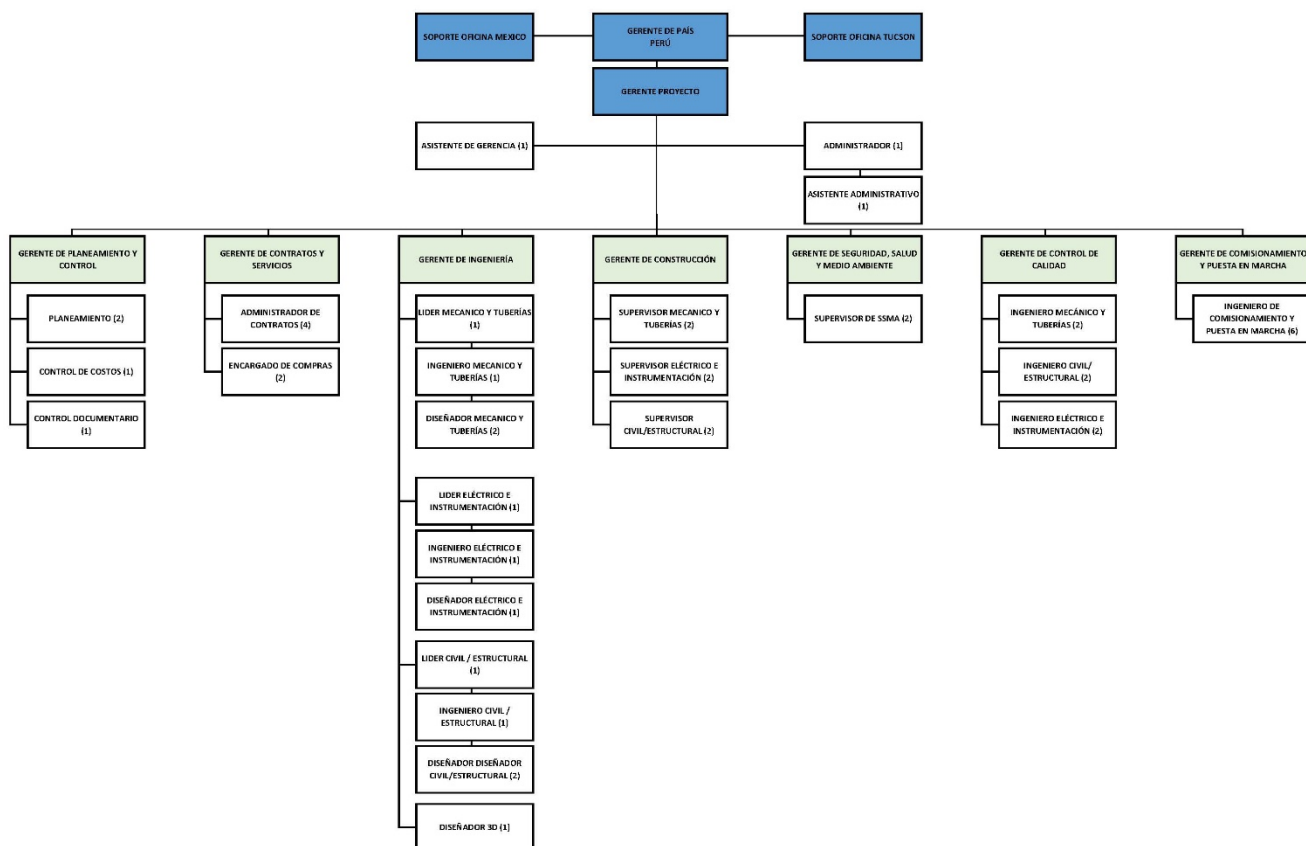 SOPORTE OFICINA MEXICO
GERENTE DE PAÍS
PERÚ
SOPORTE OFICINA TUCSON
GERENTE PROYECTO
ASISTENTE DE GERENCIA (1)
ADMINISTRADOR (1)
ASISTENTE ADMINISTRATIVO
(1)
GERENTE DE PLANEAMIENTO Y
CONTROL
PLANEAMIENTO (2)
CONTROL DE COSTOS (1)
CONTROL DOCUMENTARIO
(1)
GERENTE DE CONTRATOS Y
SERVICIOS
ADMINISTRADOR DE
CONTRATOS (4)
ENCARGADO DE COMPRAS
(2)
GERENTE DE INGENIERÍA
LIDER MECANICO Y TUBERÍAS
(1)
INGENIERO MECANICO Y
TUBERÍAS (1)
DISEÑADOR MECANICO Y
TUBERÍAS (2)
LIDER ELÉCTRICO E
INSTRUMENTACIÓN (1)
INGENIERO ELÉCTRICO E
INSTRUMENTACIÓN (1)
DISEÑADOR ELÉCTRICO E
INSTRUMENTACIÓN (1)
LIDER CIVIL / ESTRUCTURAL
(1)
INGENIERO CIVIL /
ESTRUCTURAL (1)
DISEÑADOR DISEÑADOR
CIVIL/ESTRUCTURAL (2)
DISEÑADOR 3D (1)
GERENTE DE CONSTRUCCIÓN
SUPERVISOR MECANICO Y
TUBERÍAS (2)
SUPERVISOR ELÉCTRICO E
INSTRUMENTACIÓN (2)
SUPERVISOR
CIVIL/ESTRUCTURAL (2)
GERENTE DE SEGURIDAD, SALUD
Y MEDIO AMBIENTE
SUPERVISOR DE SSMA (2)
GERENTE DE CONTROL DE
CALIDAD
INGENIERO MECÁNICO Y
TUBERÍAS (2)
INGENIERO CIVIL/
ESTRUCTURAL (2)
INGENIERO ELÉCTRICO E
INSTRUMENTACIÓN (2)
GERENTE DE COMISIONAMIENTO
Y PUESTA EN MARCHA
INGENIERO DE
COMISIONAMIENTO Y
PUESTA EN MARCHA (6)